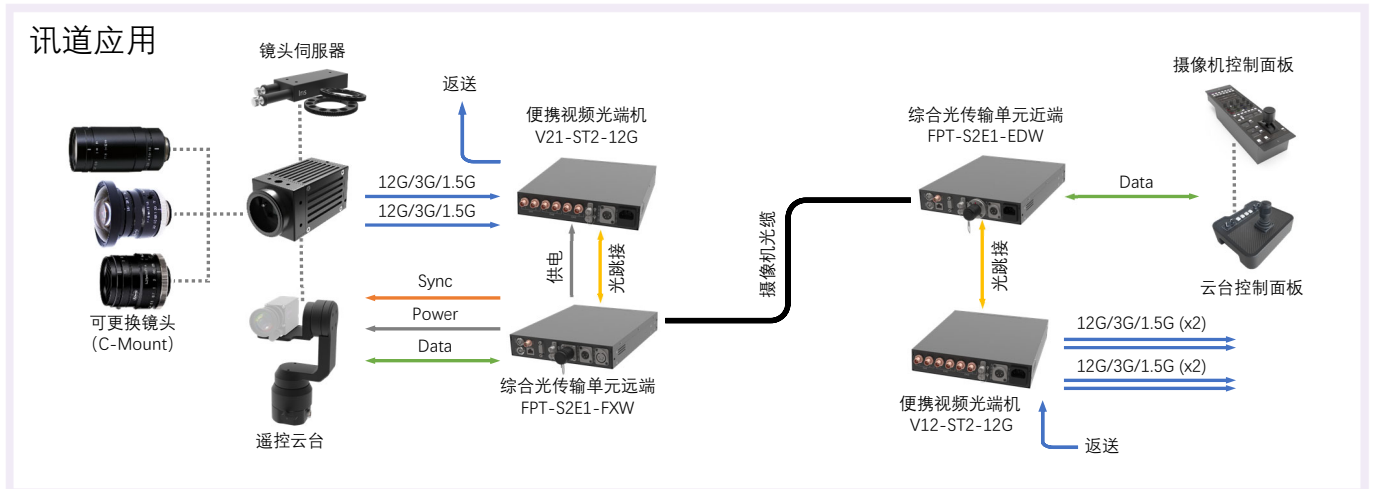 讯道应用
镜头伺服器
返送
便携视频光端机
V21-ST2-12G
综合光传输单元近端
FPT-S2E1-EDW
摄像机控制面板
12G/3G/1.5G
12G/3G/1.5G
Data
供电
光跳接
摄像机光缆
光跳接
云台控制面板
可更换镜头
（C-Mount）
Sync
Power
Data
12G/3G/1.5G (x2)
12G/3G/1.5G (x2)
综合光传输单元远端
FPT-S2E1-FXW
便携视频光端机
V12-ST2-12G
遥控云台
返送